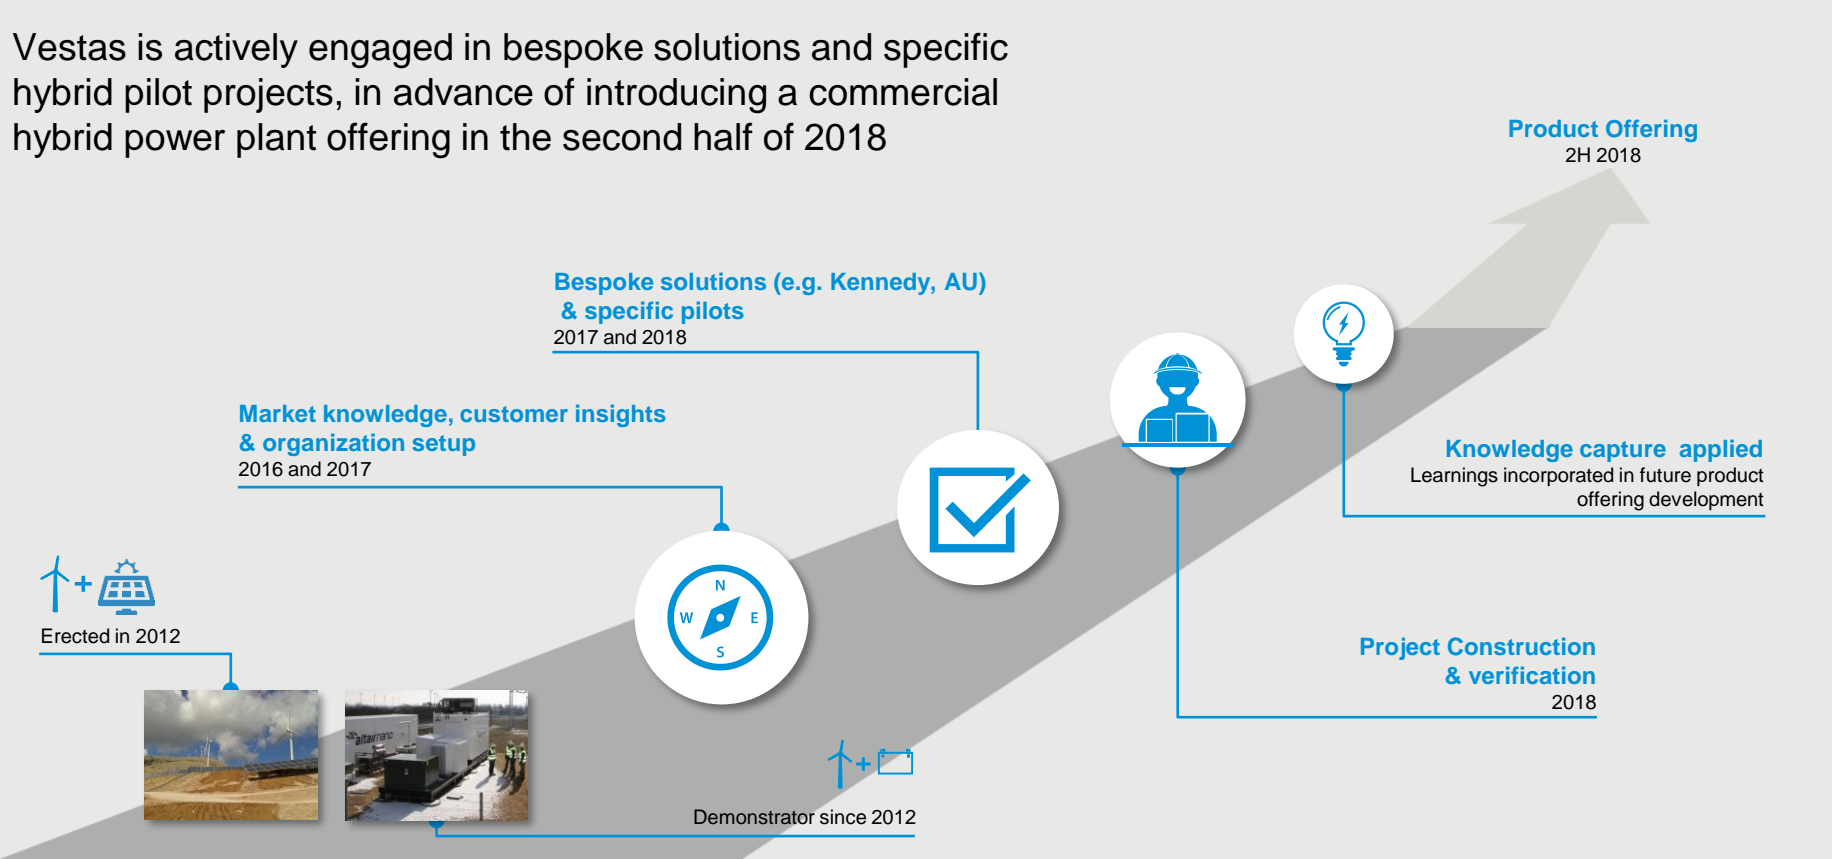 Vestas is actively engaged in bespoke solutions and specific
hybrid pilot projects, in advance of introducing a commercial
hybrid power plant offering in the second half of 2018
Product Offering
2H 2018
Bespoke solutions (e.g. Kennedy, AU)
& specific pilots
2017 and 2018
Market knowledge, customer insights
& organization setup
2016 and 2017
Knowledge capture applied
Learnings incorporated in future product
offering development
N
W E
S
+
Erected in 2012
Project Construction
& verification
2018
altairnano
+
Demonstrator since 2012